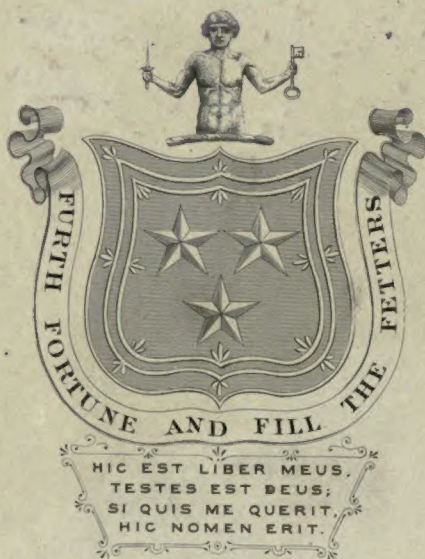 FURTH FORTUNE AND FILL THE FETTERS
HIC EST LIBER MEUS,
TESTES EST DEUS;
SI QUIS ME QUERIT,
HIC NOMEN ERIT.